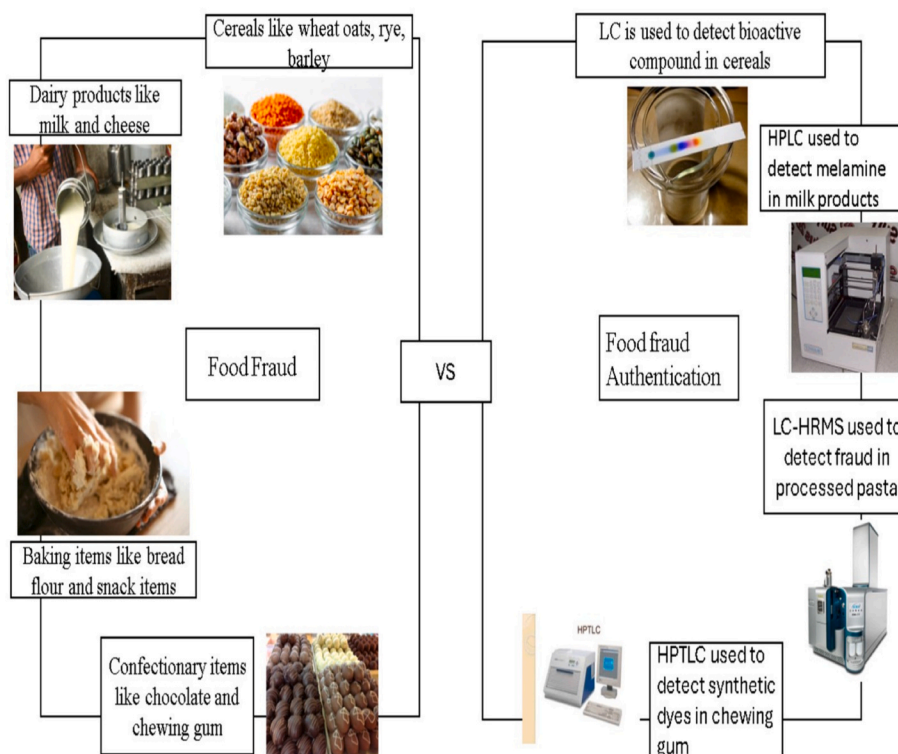 Cereals like wheat oats, rye,
barley
Dairy products like
milk and cheese
Food Fraud
Baking items like bread
flour and snack items
Confectionary items
like chocolate and
chewing gum
VS
LC is used to detect bioactive
compound in cereals
HPLC used to
detect melamine
in milk products
Food fraud
Authentication
LC-HRMS used to
detect fraud in
processed pasta
HPTLC
HPTLC used to
detect synthetic
dyes in chewing
gum